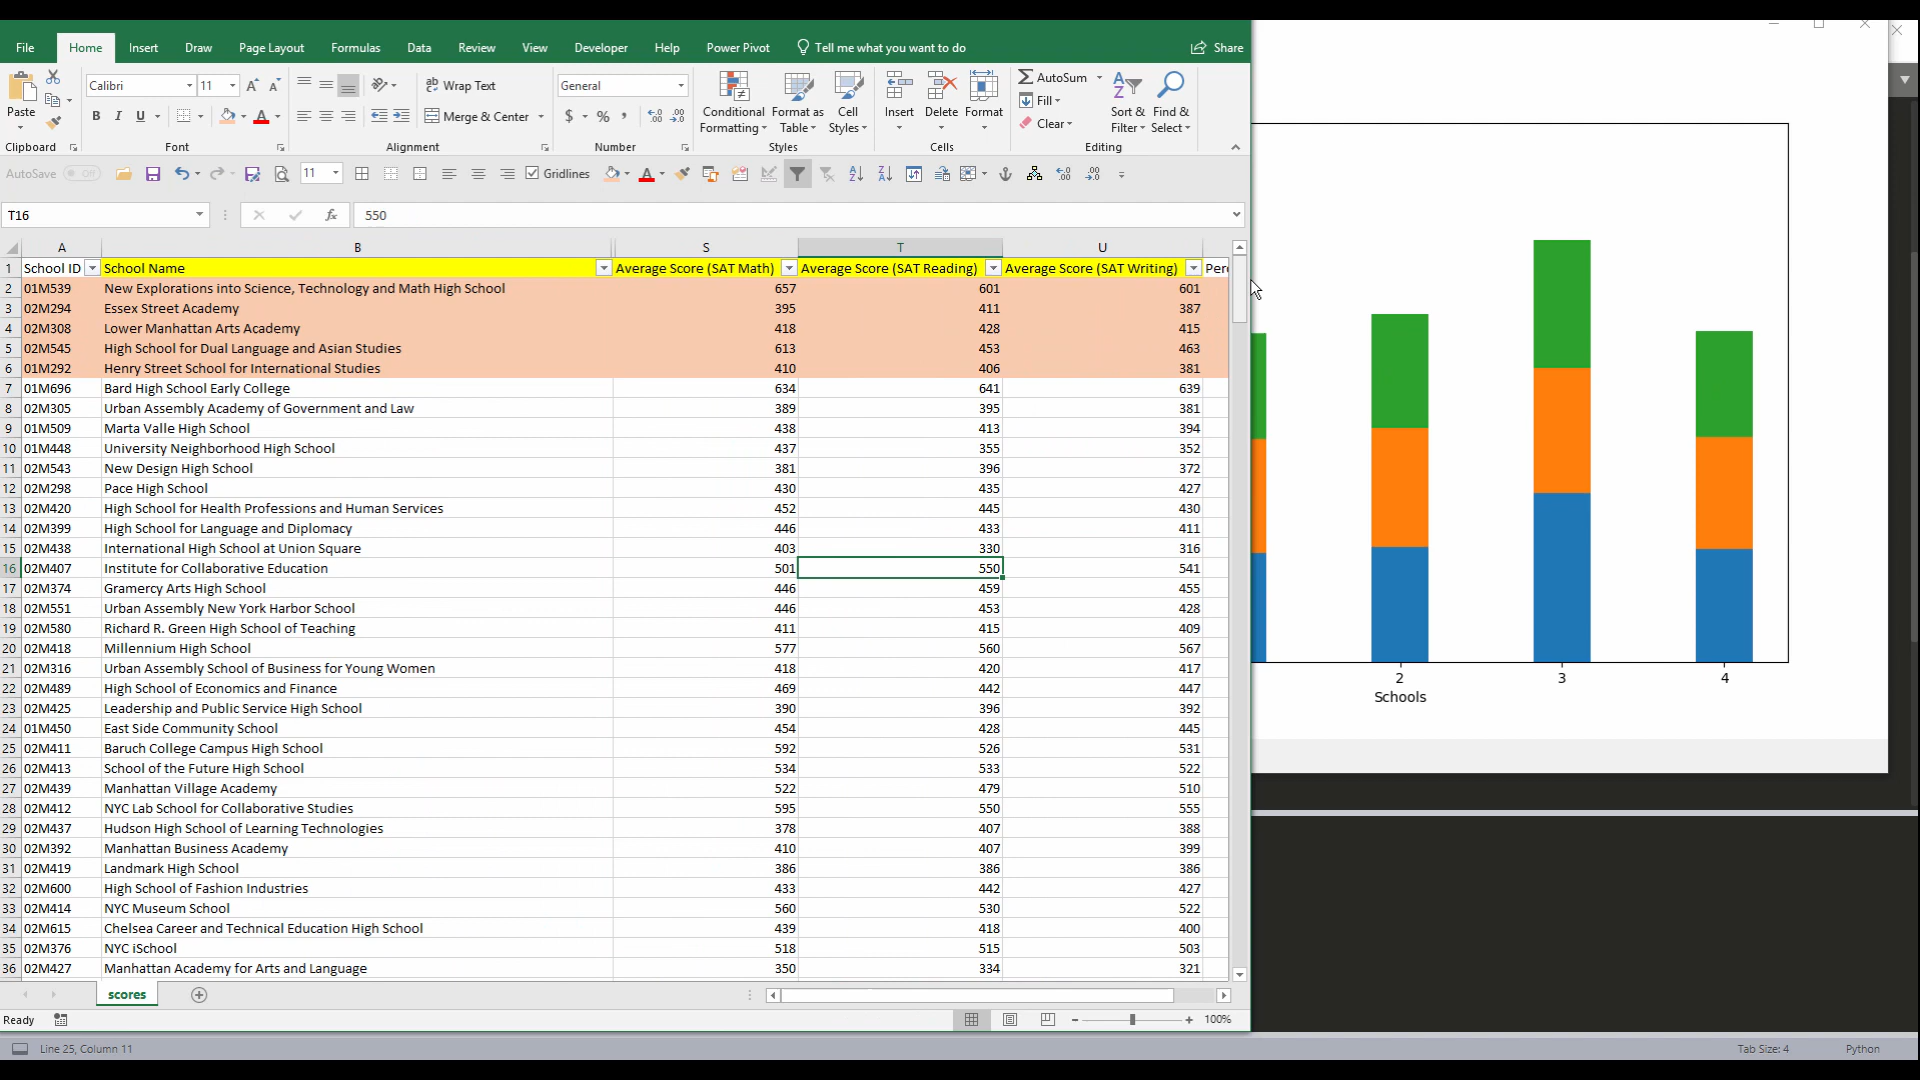 File Home Insert Draw Page Layout Formulas Data Review View Developer Help Power Pivot Tell me what you want to do Share
Calibri 11 Wrap Text General AutoSum
Paste B I U Merge & Center $ % Conditional Formatting Format as Table Cell Styles Insert Delete Format Fill Clear Sort & Filter Find & Select
Clipboard Font Alignment Number Styles Cells Editing
AutoSave Off 11 Gridlines
T16 fx 550
A B S T U
1 School ID School Name Average Score (SAT Math) Average Score (SAT Reading) Average Score (SAT Writing) Perc
2 01M539 New Explorations into Science, Technology and Math High School 657 601 601
3 02M294 Essex Street Academy 395 411 387
4 02M308 Lower Manhattan Arts Academy 418 428 415
5 02M545 High School for Dual Language and Asian Studies 613 453 463
6 01M292 Henry Street School for International Studies 410 406 381
7 01M696 Bard High School Early College 634 641 639
8 02M305 Urban Assembly Academy of Government and Law 389 395 381
9 01M509 Marta Valle High School 438 413 394
10 01M448 University Neighborhood High School 437 355 352
11 02M543 New Design High School 381 396 372
12 02M298 Pace High School 430 435 427
13 02M420 High School for Health Professions and Human Services 452 445 430
14 02M399 High School for Language and Diplomacy 446 433 411
15 02M438 International High School at Union Square 403 330 316
16 02M407 Institute for Collaborative Education 501 550 541
17 02M374 Gramercy Arts High School 446 459 455
18 02M551 Urban Assembly New York Harbor School 446 453 428
19 02M580 Richard R. Green High School of Teaching 411 415 409
20 02M418 Millennium High School 577 560 567
21 02M316 Urban Assembly School of Business for Young Women 418 420 417
22 02M489 High School of Economics and Finance 469 442 447
23 02M425 Leadership and Public Service High School 390 396 392
24 01M450 East Side Community School 454 428 445
25 02M411 Baruch College Campus High School 592 526 531
26 02M413 School of the Future High School 534 533 522
27 02M439 Manhattan Village Academy 522 479 510
28 02M412 NYC Lab School for Collaborative Studies 595 550 555
29 02M437 Hudson High School of Learning Technologies 378 407 388
30 02M392 Manhattan Business Academy 410 407 399
31 02M419 Landmark High School 386 386 386
32 02M600 High School of Fashion Industries 433 442 427
33 02M414 NYC Museum School 560 530 522
34 02M615 Chelsea Career and Technical Education High School 439 418 400
35 02M376 NYC iSchool 518 515 503
36 02M427 Manhattan Academy for Arts and Language 350 334 321
scores
Ready 100%
2 3 4
Schools
Line 25, Column 11 Tab Size: 4 Python